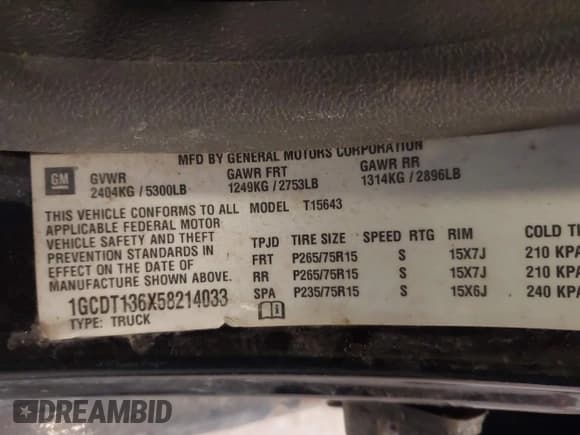 MFD BY GENERAL MOTORS CORPORATION
GM
GVWR GAWR FRT GAWR RR
2404KG / 5300LB 1249KG / 2753LB 1314KG / 2896LB
THIS VEHICLE CONFORMS TO ALL MODEL T15643
APPLICABLE FEDERAL MOTOR
VEHICLE SAFETY AND THEFT
PREVENTION STANDARDS IN
EFFECT ON THE DATE OF
MANUFACTURE SHOWN ABOVE.
1GCDT136X58214033
TYPE: TRUCK
TPJD TIRE SIZE SPEED RTG RIM COLD TI
FRT P265/75R15 S 15X7J 210 KPA
RR P265/75R15 S 15X7J 210 KPA
SPA P235/75R15 S 15X6J 240 KPA
DREAMBID